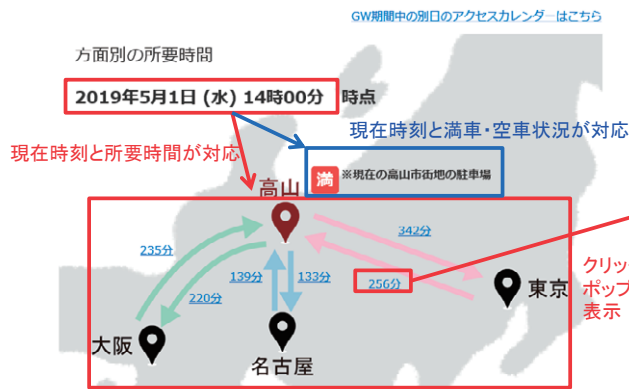 GW期間中の別日のアクセスカレンダーはこちら
方面別の所要時間
2019年5月1日 (水) 14時00分 時点
現在時刻と満車・空車状況が対応
現在時刻と所要時間が対応
満 ※現在の高山市街地の駐車場
高山
342分
235分
139分
133分
256分
220分
クリッ
ポップ
表示
東京
大阪
名古屋